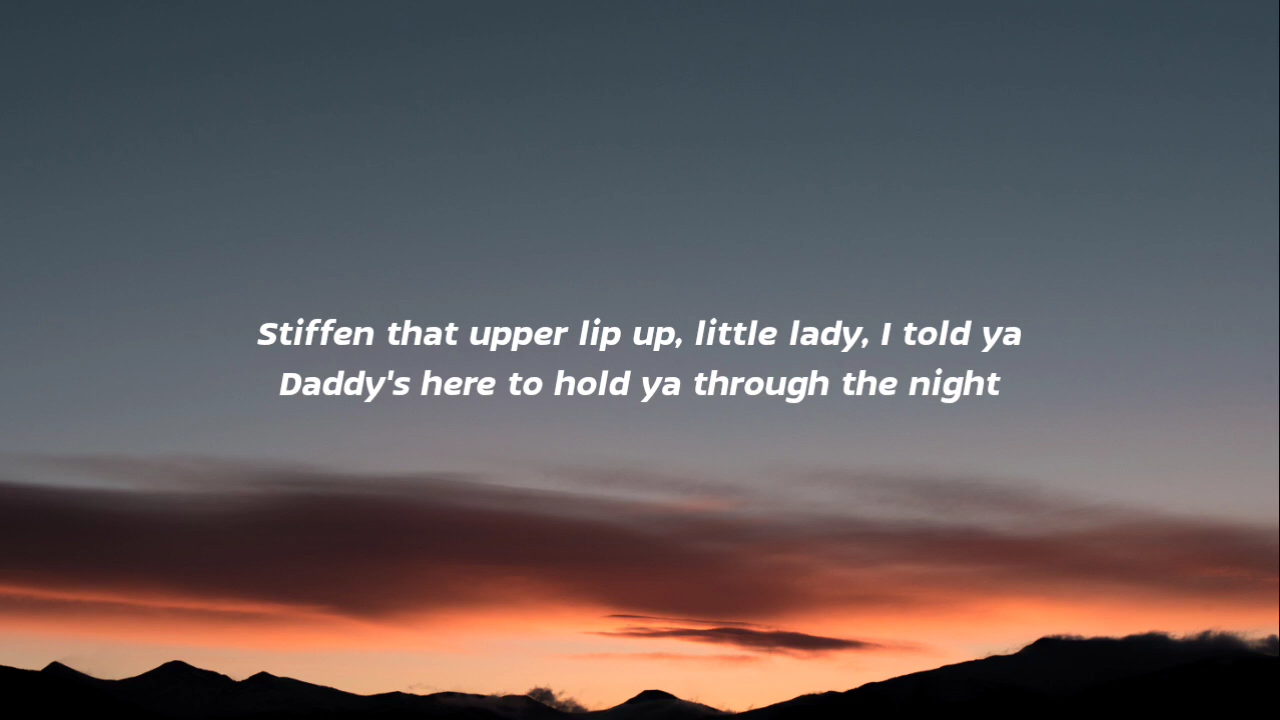 Stiffen that upper lip up, little lady, I told ya
Daddy's here to hold ya through the night